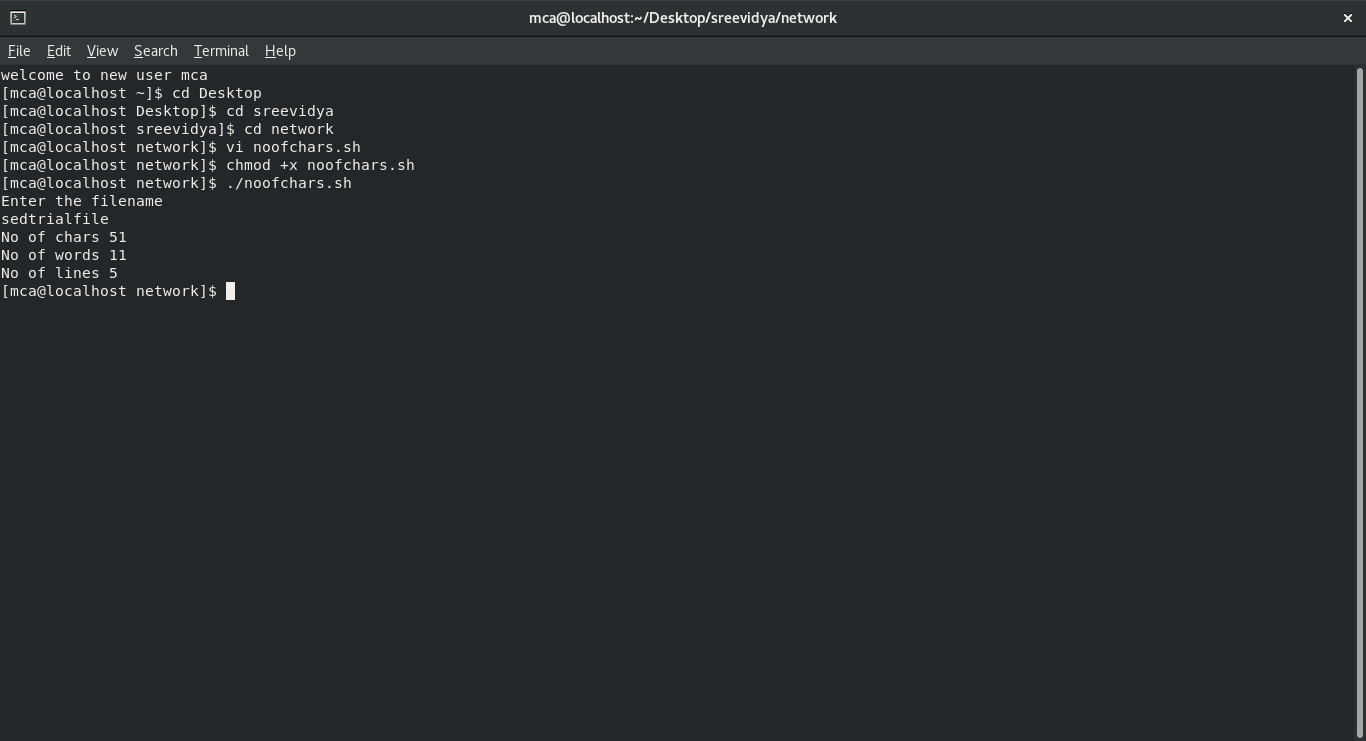 mca@localhost:~/Desktop/sreevidya/network
File Edit View Search Terminal Help
welcome to new user mca
[mca@localhost ~]$ cd Desktop
[mca@localhost Desktop]$ cd sreevidya
[mca@localhost sreevidya]$ cd network
[mca@localhost network]$ vi noofchars.sh
[mca@localhost network]$ chmod +x noofchars.sh
[mca@localhost network]$ ./noofchars.sh
Enter the filename
sedtrialfile
No of chars 51
No of words 11
No of lines 5
[mca@localhost network]$